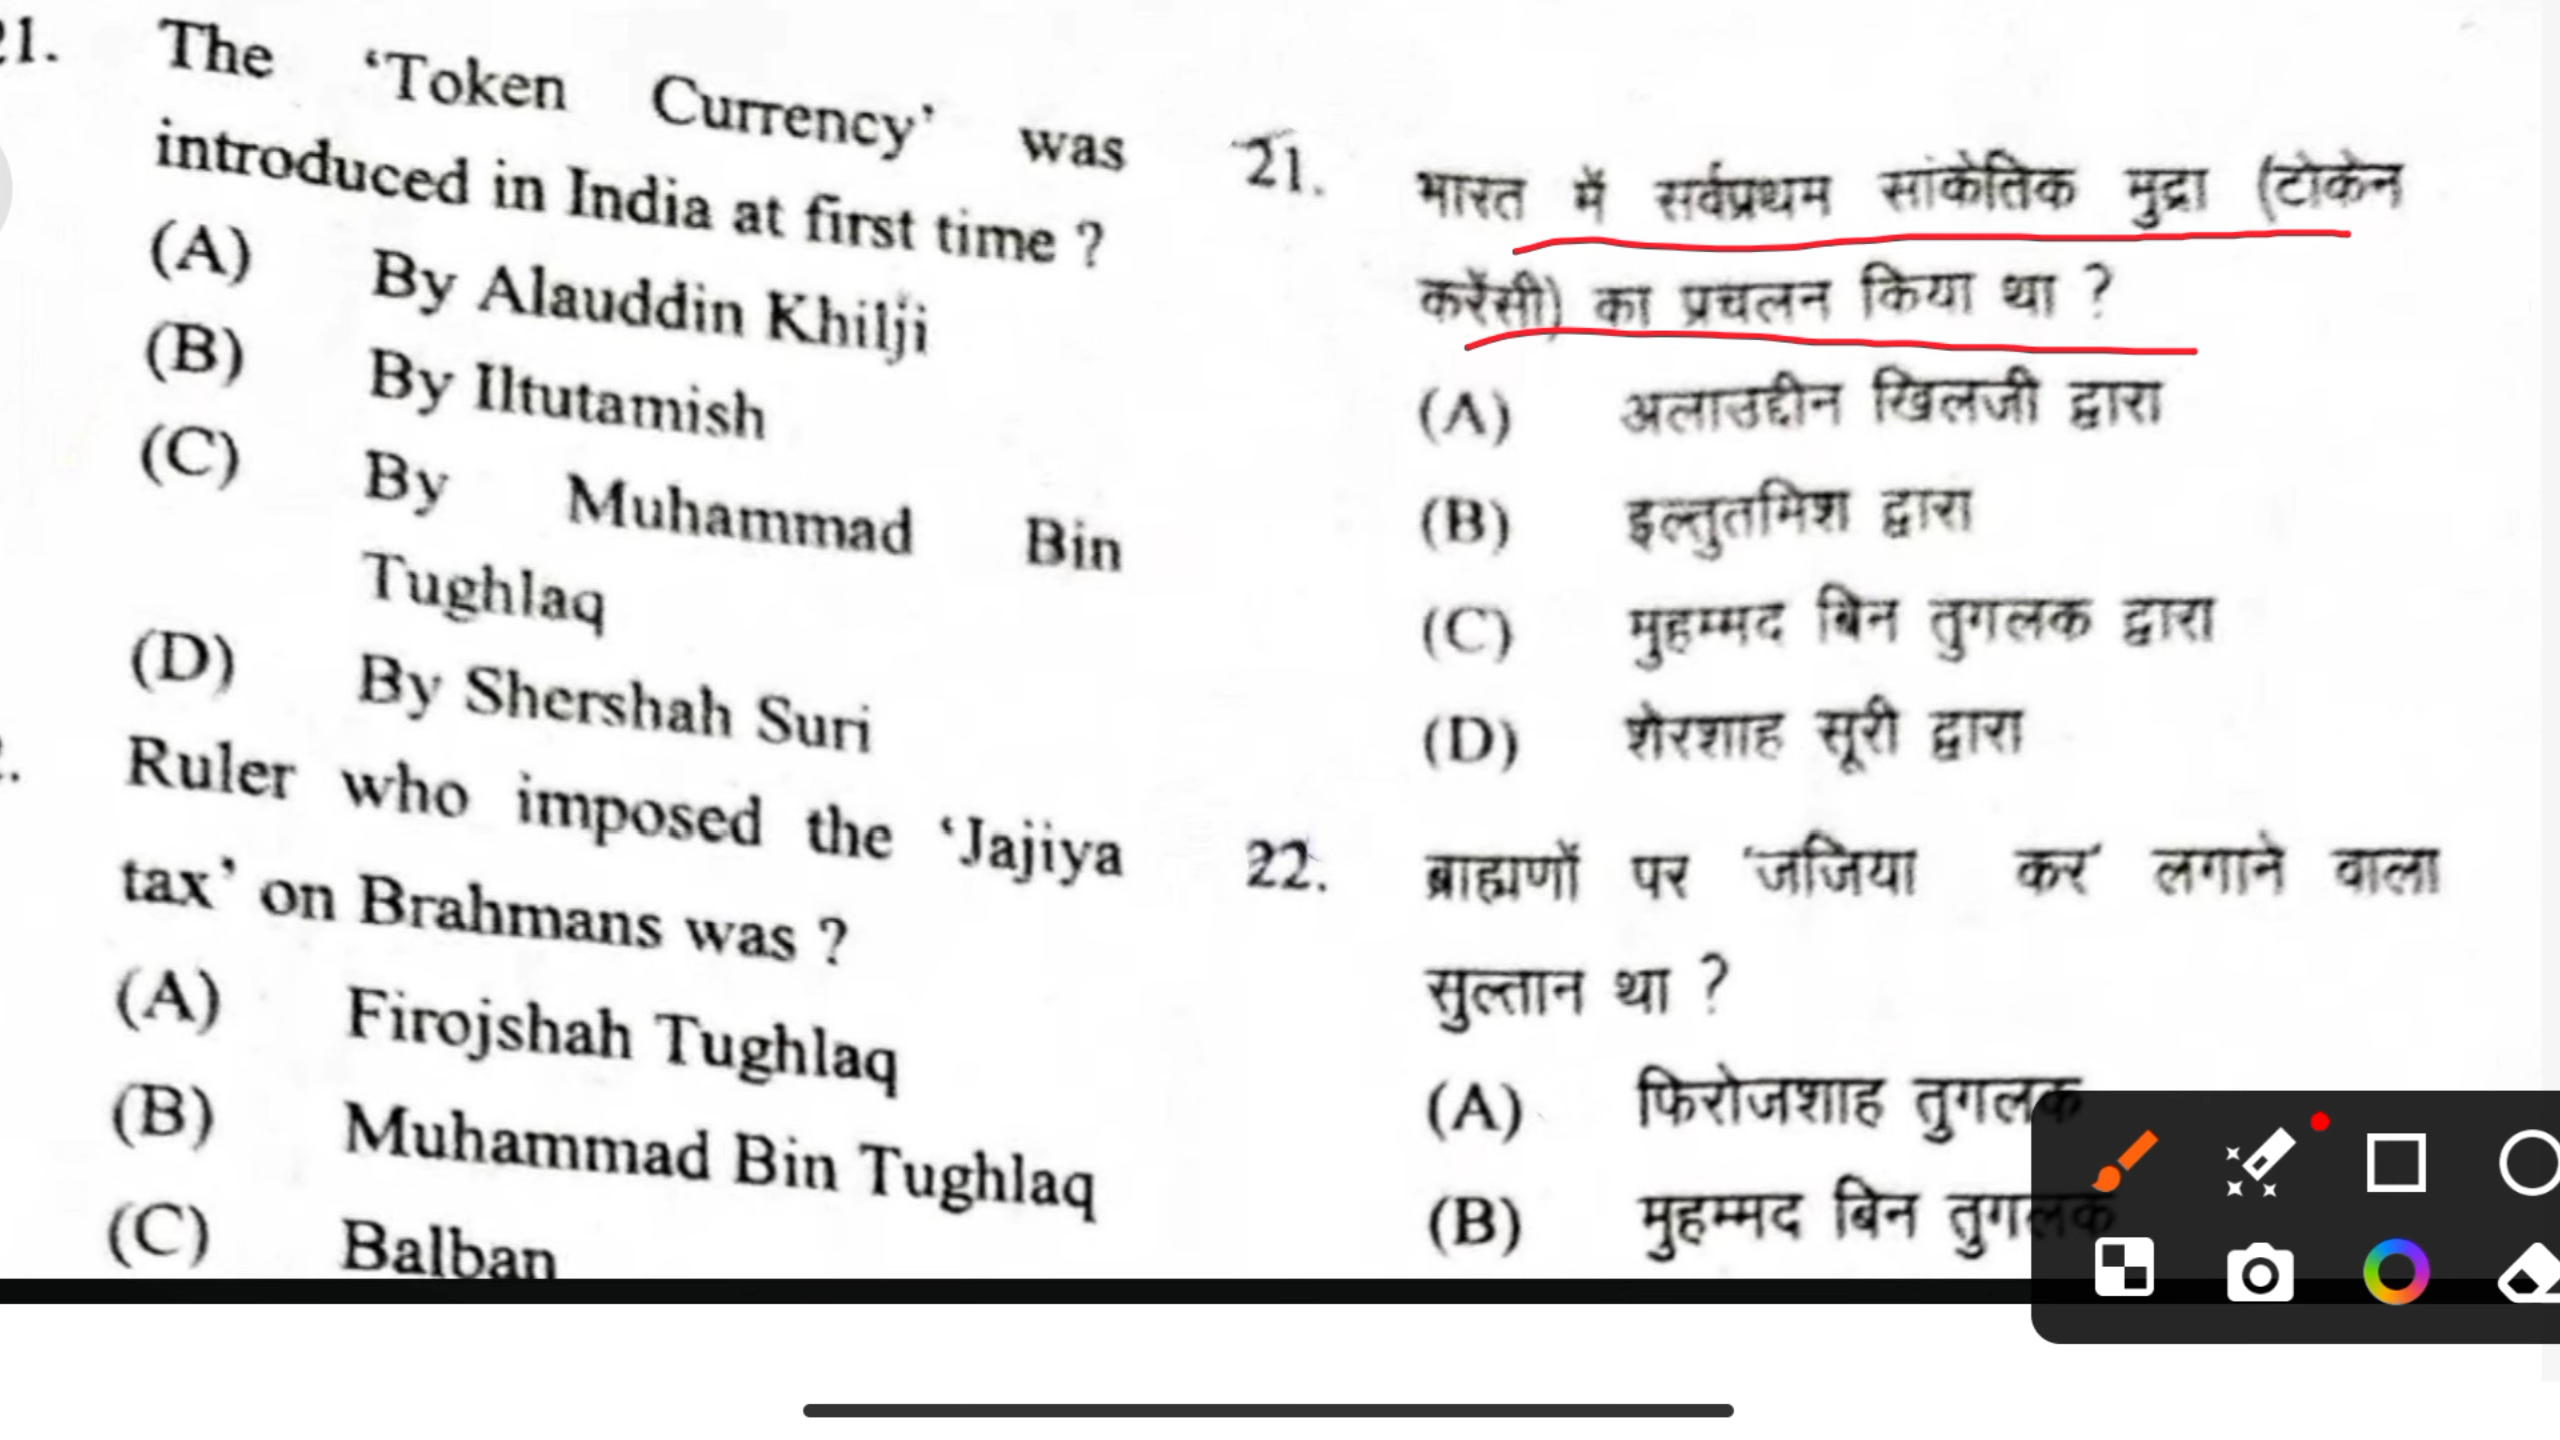 21.
The 'Token Currency' was
introduced in India at first time ?
(A) By Alauddin Khilji
(B) By Iltutamish
(C) By Muhammad Bin
Tughlaq
(D) By Shershah Suri
Ruler who imposed the 'Jajiya
tax' on Brahmans was ?
(A) Firojshah Tughlaq
(B) Muhammad Bin Tughlaq
(C) Balban
21. भारत में सर्वप्रथम सांकेतिक मुद्रा (टोकेन
करेंसी) का प्रचलन किया था ?
(A) अलाउद्दीन खिलजी द्वारा
(B) इल्तुतमिश द्वारा
(C) मुहम्मद बिन तुगलक द्वारा
(D) शेरशाह सूरी द्वारा
22. ब्राह्मणों पर 'जजिया कर' लगाने वाला
सुल्तान था ?
(A) फिरोजशाह तुगलक
(B) मुहम्मद बिन तुगलक